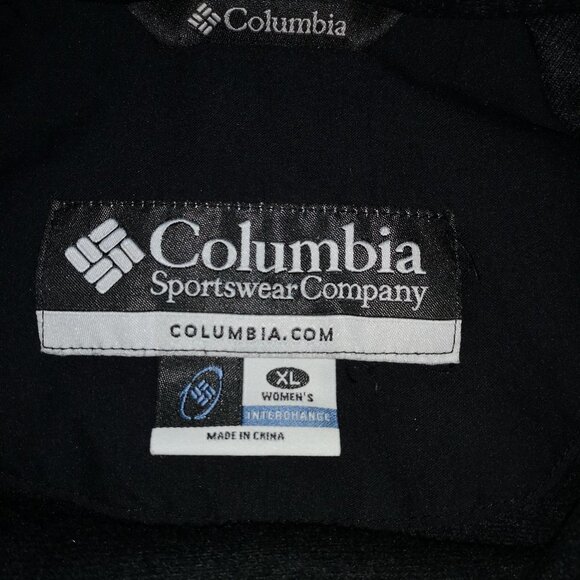 Columbia
Columbia
Sportswear Company
COLUMBIA.COM
XL
WOMEN'S
INTERCHANGE
MADE IN CHINA